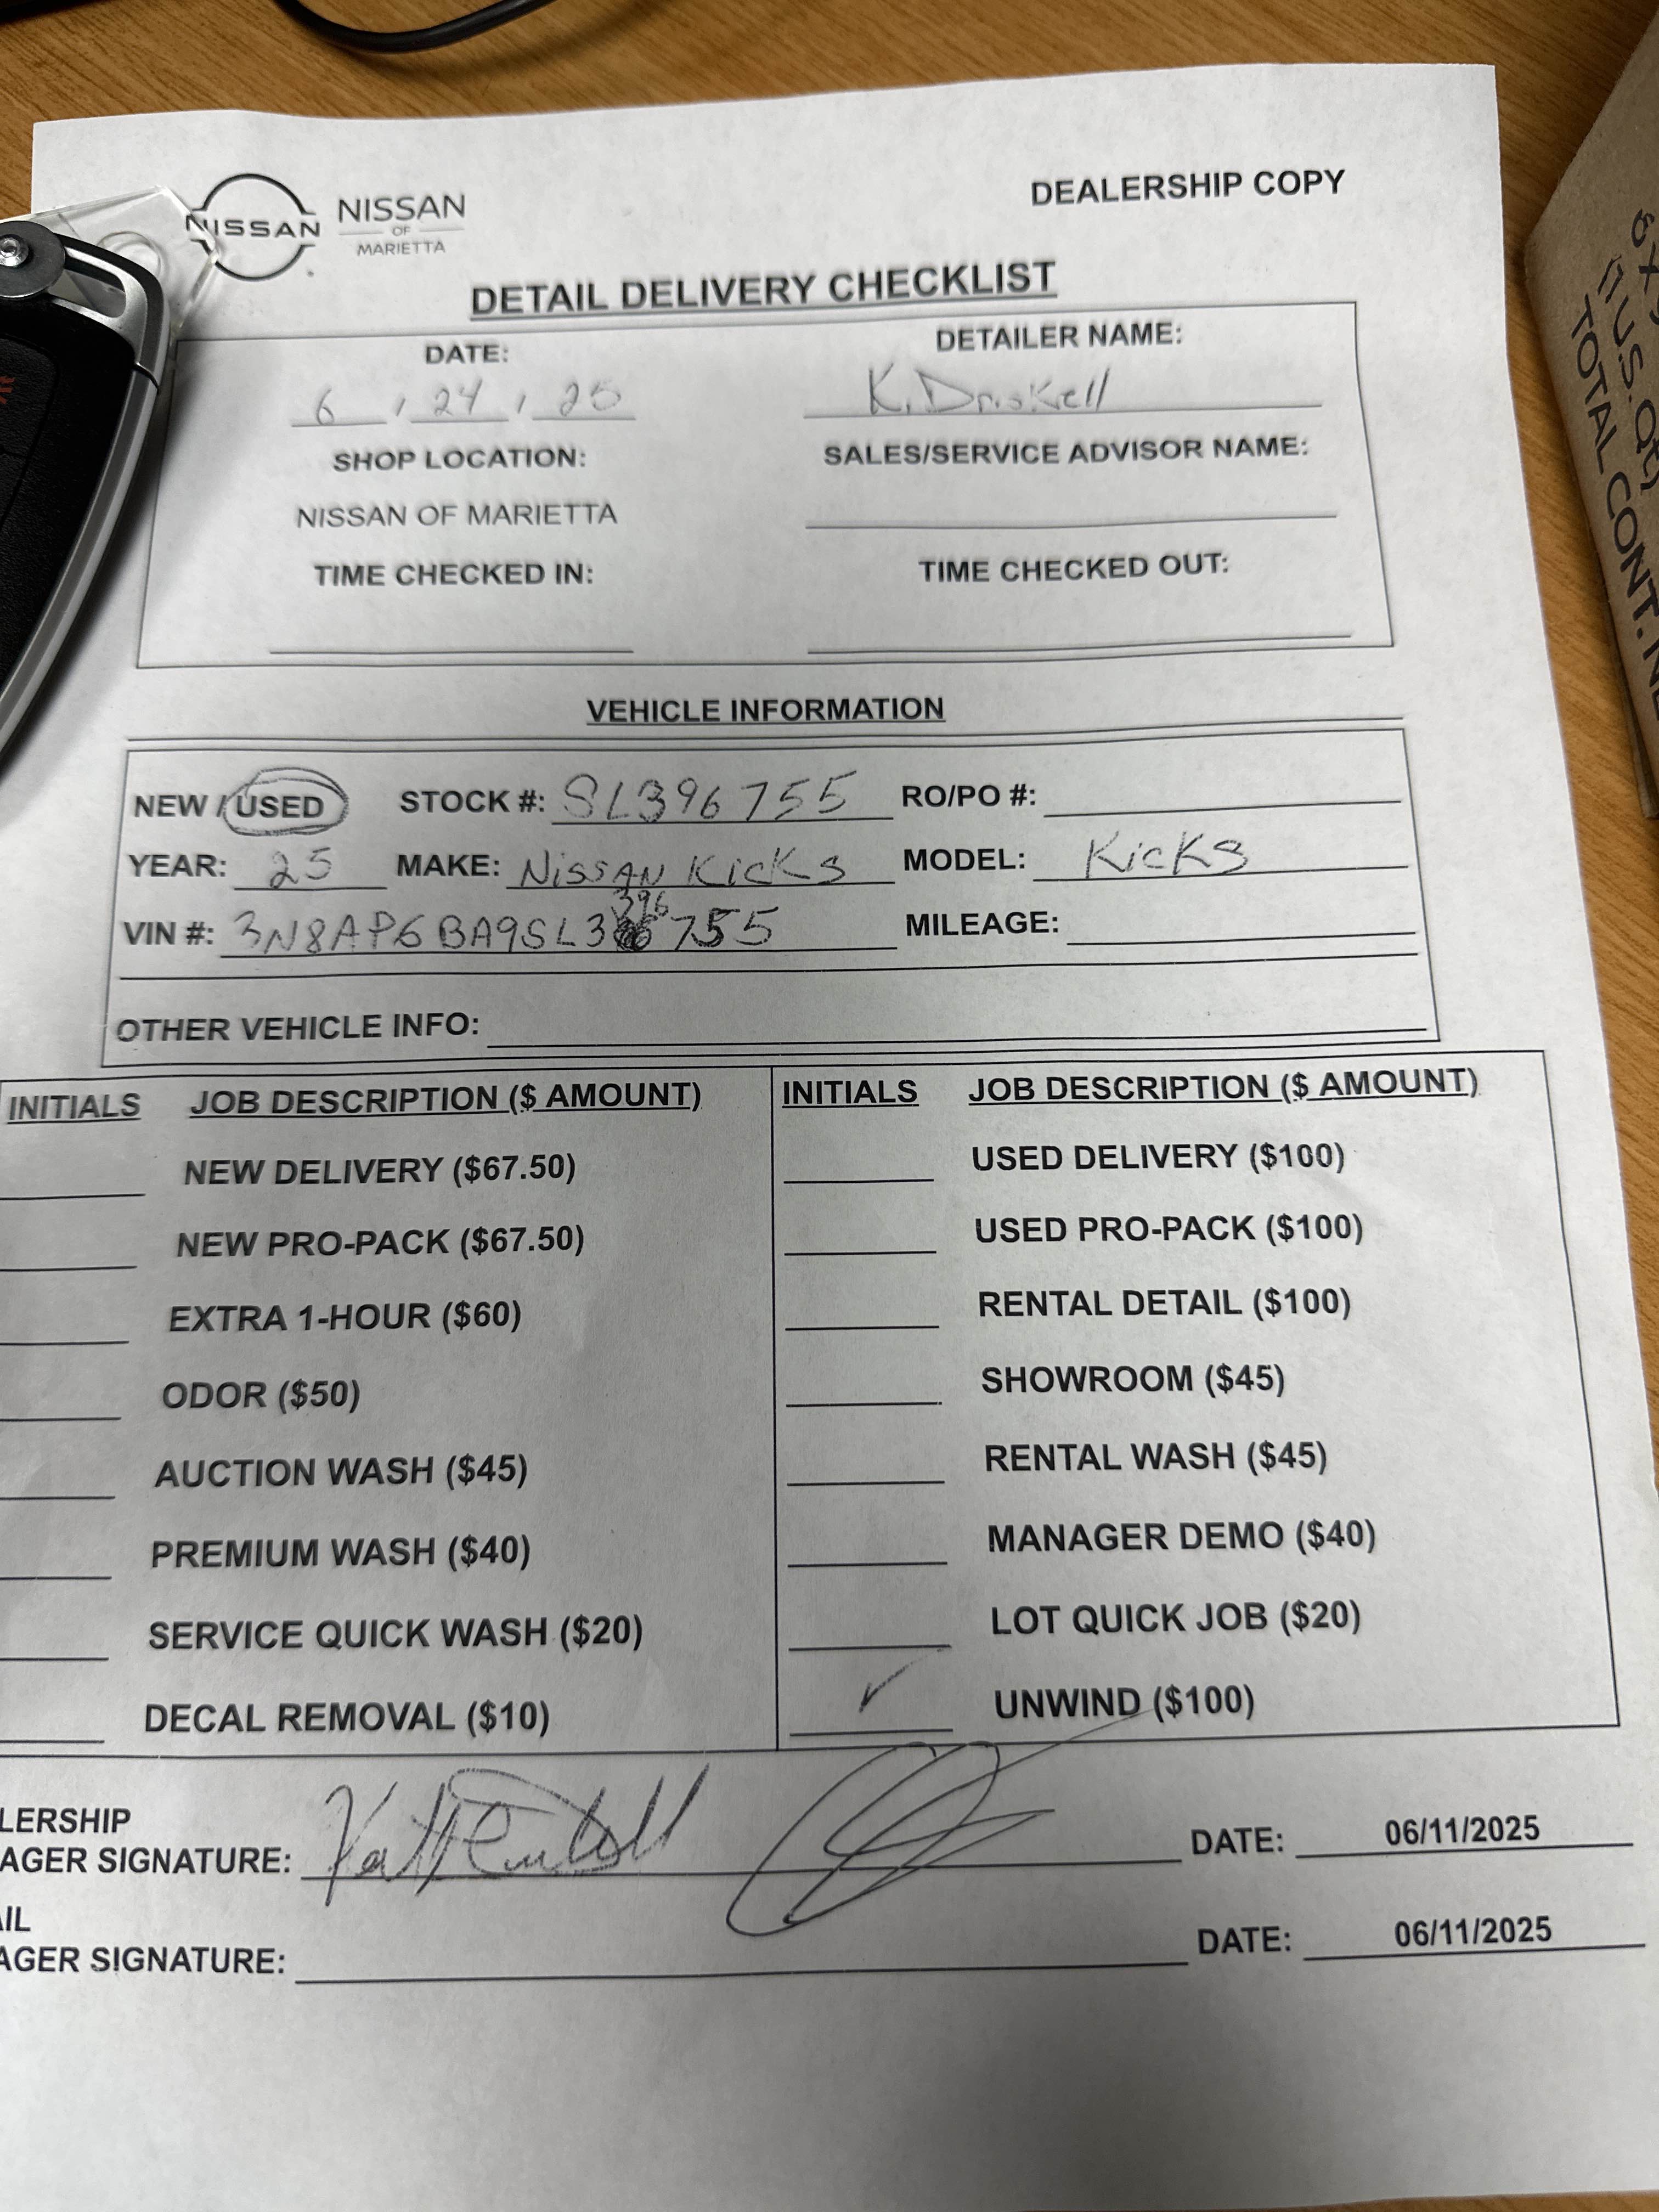 DEALERSHIP COPY
NISSAN NISSAN
OF
MARIETTA
DETAIL DELIVERY CHECKLIST
DATE: DETAILER NAME:
6 / 24 / 25 K. Driskell
SHOP LOCATION: SALES/SERVICE ADVISOR NAME:
NISSAN OF MARIETTA
TIME CHECKED IN: TIME CHECKED OUT:
VEHICLE INFORMATION
NEW / USED STOCK #: SL396755 RO/PO #:
YEAR: 25 MAKE: Nissan Kicks MODEL: Kicks
396
VIN #: 3N8AP6BA9SL3 755 MILEAGE:
OTHER VEHICLE INFO:
INITIALS JOB DESCRIPTION ($ AMOUNT) INITIALS JOB DESCRIPTION ($ AMOUNT)
NEW DELIVERY ($67.50) USED DELIVERY ($100)
NEW PRO-PACK ($67.50) USED PRO-PACK ($100)
EXTRA 1-HOUR ($60) RENTAL DETAIL ($100)
ODOR ($50) SHOWROOM ($45)
AUCTION WASH ($45) RENTAL WASH ($45)
PREMIUM WASH ($40) MANAGER DEMO ($40)
SERVICE QUICK WASH ($20) LOT QUICK JOB ($20)
DECAL REMOVAL ($10) ✓ UNWIND ($100)
LERSHIP
AGER SIGNATURE: DATE: 06/11/2025
AIL
AGER SIGNATURE: DATE: 06/11/2025
11 U.S. Qt
TOTAL CONT. NE